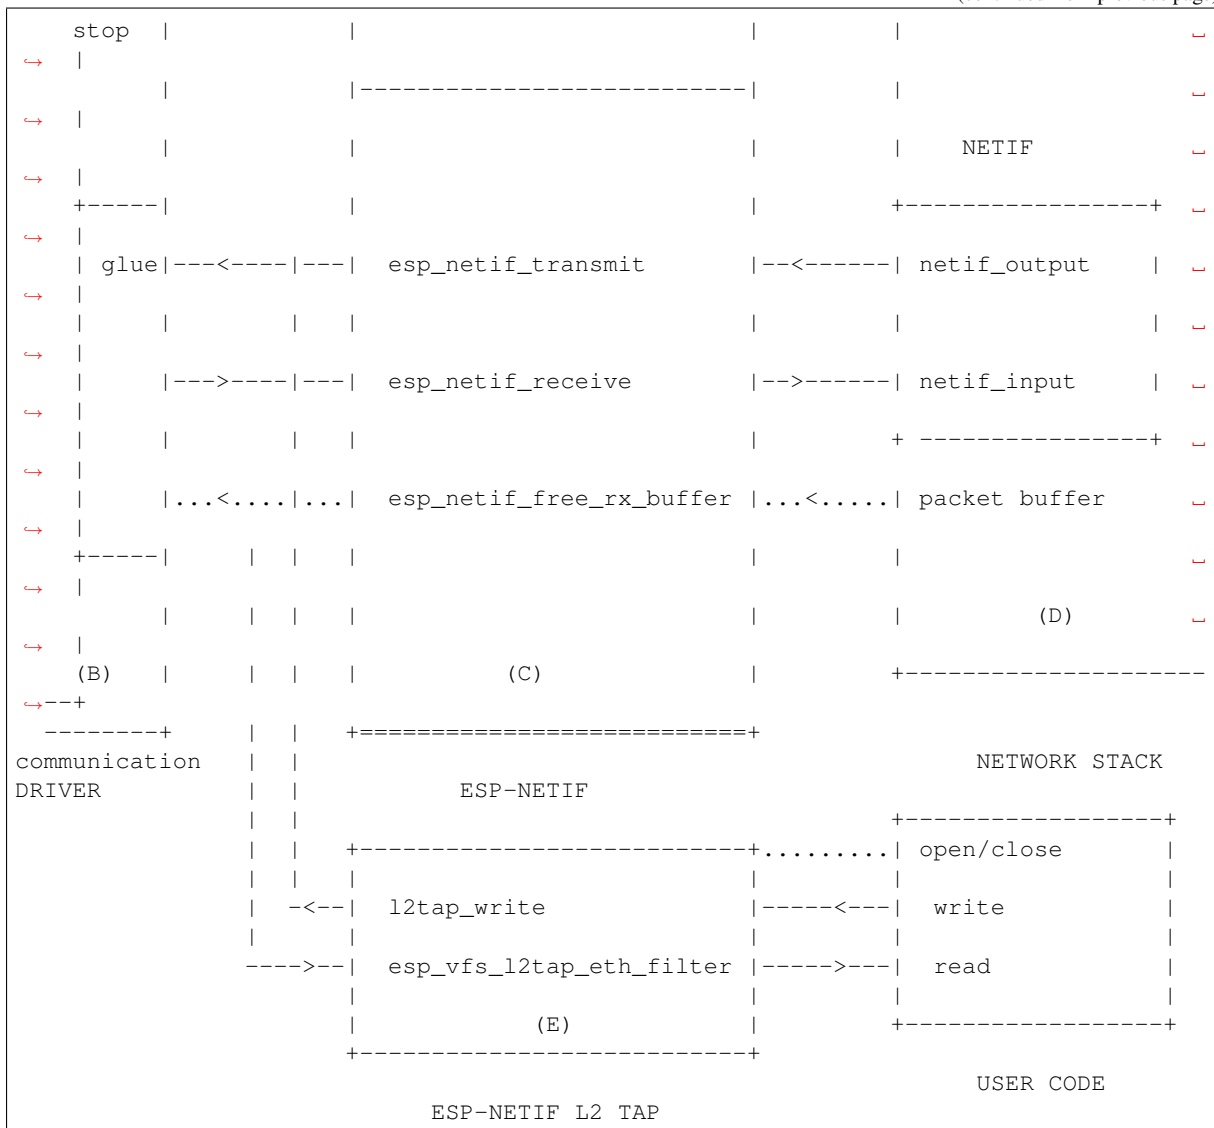 stop  |            |                           |         |                    ␣
↪   |
          |            |---------------------------|         |                    ␣
↪   |
          |            |                           |         |    NETIF           ␣
↪   |
    +-----|            |                           |         +-----------------+  ␣
↪   |
    | glue|---<----|---|  esp_netif_transmit       |--<------| netif_output    |  ␣
↪   |
    |     |        |   |                           |         |                 |  ␣
↪   |
    |     |--->----|---|  esp_netif_receive        |-->------| netif_input     |  ␣
↪   |
    |     |        |   |                           |         + ----------------+  ␣
↪   |
    |     |...<....|...|  esp_netif_free_rx_buffer |...<.....| packet buffer      ␣
↪   |
    +-----|     |  |   |                           |         |                    ␣
↪   |
          |     |  |   |                           |         |         (D)        ␣
↪   |
    (B)   |     |  |   |          (C)              |         +---------------------
↪--+
  --------+     |  |   +===========================+
communication   |  |                                               NETWORK STACK
DRIVER          |  |           ESP-NETIF
                |  |                                         +------------------+
                |  |   +---------------------------+.........| open/close       |
                |  |   |                           |         |                  |
                |  -<--|  l2tap_write              |-----<---|  write           |
                |      |                           |         |                  |
                ---->--|  esp_vfs_l2tap_eth_filter |----->---|  read            |
                       |                           |         |                  |
                       |            (E)            |         +------------------+
                       +---------------------------+
                                                                   USER CODE
                             ESP-NETIF L2 TAP